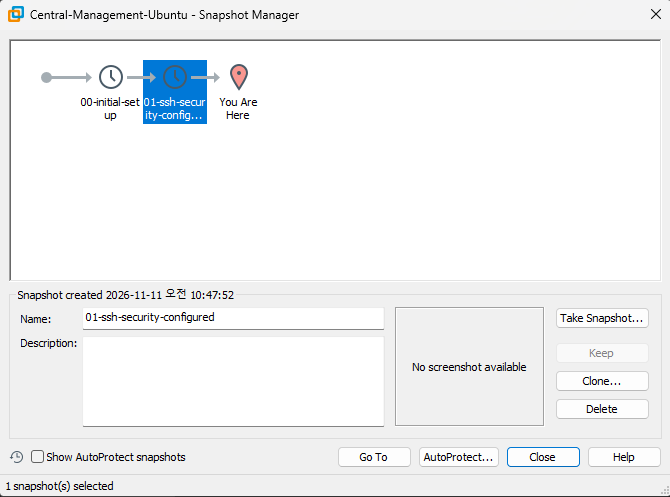 Central-Management-Ubuntu - Snapshot Manager
00-initial-set
up
01-ssh-secur
ity-config...
You Are
Here
Snapshot created 2026-11-11 오전 10:47:52
Name:
01-ssh-security-configured
Description:
No screenshot available
Take Snapshot...
Keep
Clone...
Delete
Show AutoProtect snapshots
Go To
AutoProtect...
Close
Help
1 snapshot(s) selected